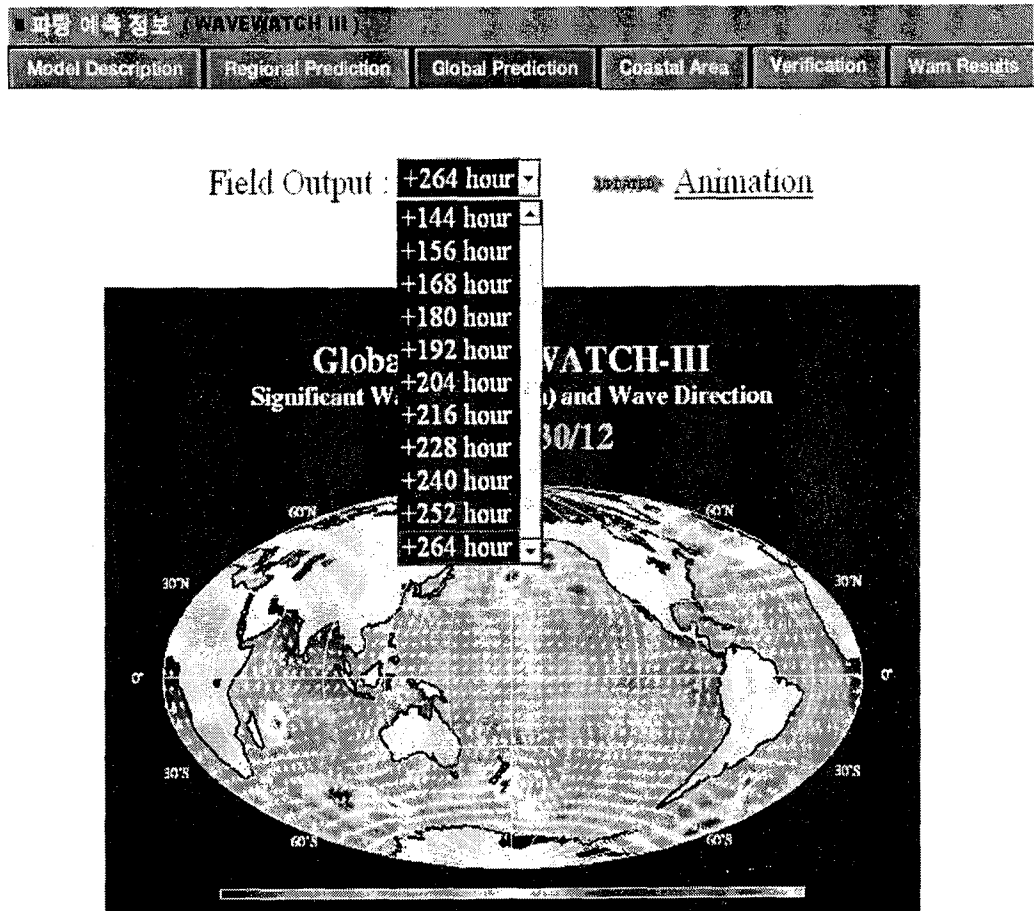 ■ 파랑 예측 정보 (WAVEWATCH III)
Model Description Regional Prediction Global Prediction Coastal Area Verification Wam Results
Field Output : +264 hour Animation
+144 hour
+156 hour
+168 hour
+180 hour
+192 hour
+204 hour
+216 hour
+228 hour
+240 hour
+252 hour
+264 hour
Globa VATCH-III
Significant Wa ) and Wave Direction
30/12
60°N 60°N
30°N 30°N
0° 0°
30°S 30°S
60°S 60°S